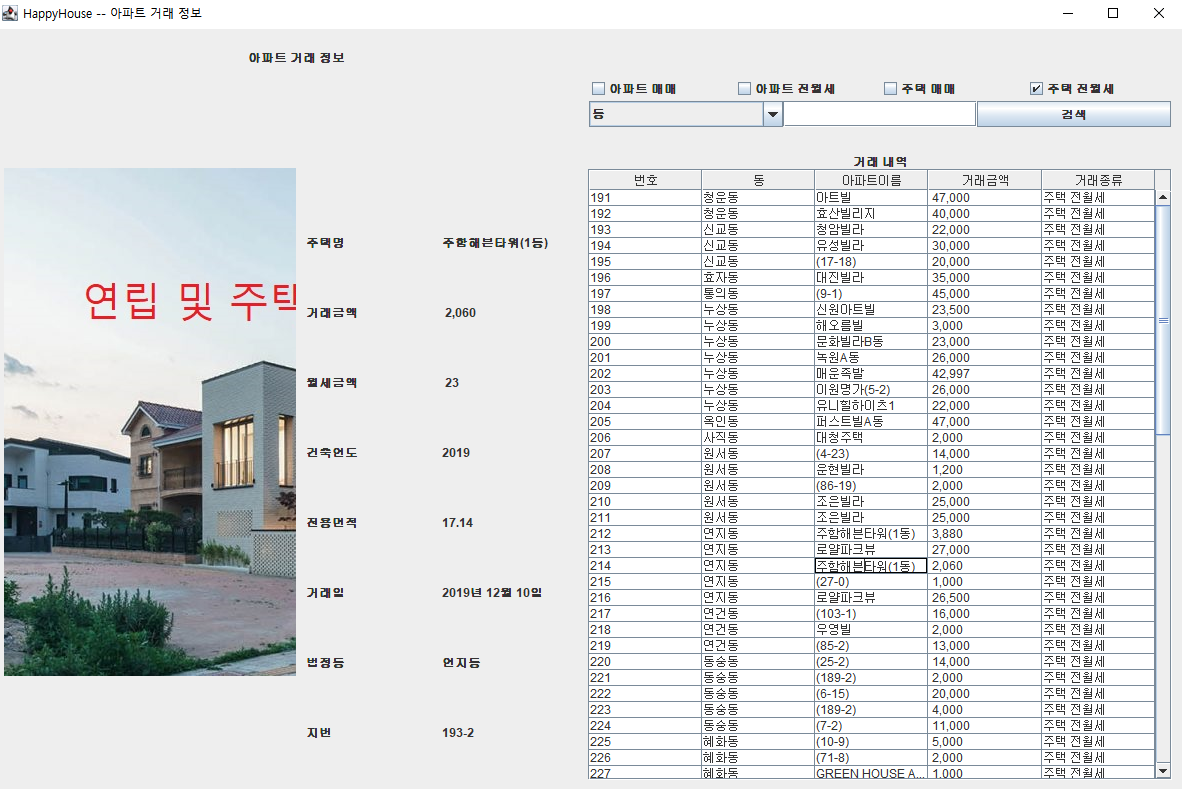 HappyHouse -- 아파트 거래 정보
아파트 거래 정보
아파트 매매 아파트 전월세 주택 매매 주택 전월세
동 검색
연립 및 주택
주택명 주함해븐타워(1동)
거래금액 2,060
월세금액 23
건축연도 2019
전용면적 17.14
거래일 2019년 12월 10일
법정동 연지동
지번 193-2
거래 내역
번호 동 아파트이름 거래금액 거래종류
191 청운동 아트빌 47,000 주택 전월세
192 청운동 효산빌리지 40,000 주택 전월세
193 신교동 청암빌라 22,000 주택 전월세
194 신교동 유성빌라 30,000 주택 전월세
195 신교동 (17-18) 20,000 주택 전월세
196 효자동 대진빌라 35,000 주택 전월세
197 통의동 (9-1) 45,000 주택 전월세
198 누상동 신원아트빌 23,500 주택 전월세
199 누상동 해오름빌 3,000 주택 전월세
200 누상동 문화빌라B동 23,000 주택 전월세
201 누상동 녹원A동 26,000 주택 전월세
202 누상동 매운족발 42,997 주택 전월세
203 누상동 이원명가(5-2) 26,000 주택 전월세
204 누상동 유니힐하이츠1 22,000 주택 전월세
205 옥인동 퍼스트빌A동 47,000 주택 전월세
206 사직동 대청주택 2,000 주택 전월세
207 원서동 (4-23) 14,000 주택 전월세
208 원서동 운현빌라 1,200 주택 전월세
209 원서동 (86-19) 2,000 주택 전월세
210 원서동 조은빌라 25,000 주택 전월세
211 원서동 조은빌라 25,000 주택 전월세
212 연지동 주함해븐타워(1동) 3,880 주택 전월세
213 연지동 로얄파크뷰 27,000 주택 전월세
214 연지동 주함해븐타워(1동) 2,060 주택 전월세
215 연지동 (27-0) 1,000 주택 전월세
216 연지동 로얄파크뷰 26,500 주택 전월세
217 연건동 (103-1) 16,000 주택 전월세
218 연건동 우영빌 2,000 주택 전월세
219 연건동 (85-2) 13,000 주택 전월세
220 동숭동 (25-2) 14,000 주택 전월세
221 동숭동 (189-2) 2,000 주택 전월세
222 동숭동 (6-15) 20,000 주택 전월세
223 동숭동 (189-2) 4,000 주택 전월세
224 동숭동 (7-2) 11,000 주택 전월세
225 혜화동 (10-9) 5,000 주택 전월세
226 혜화동 (71-8) 2,000 주택 전월세
227 혜화동 GREEN HOUSE A... 1,000 주택 전월세